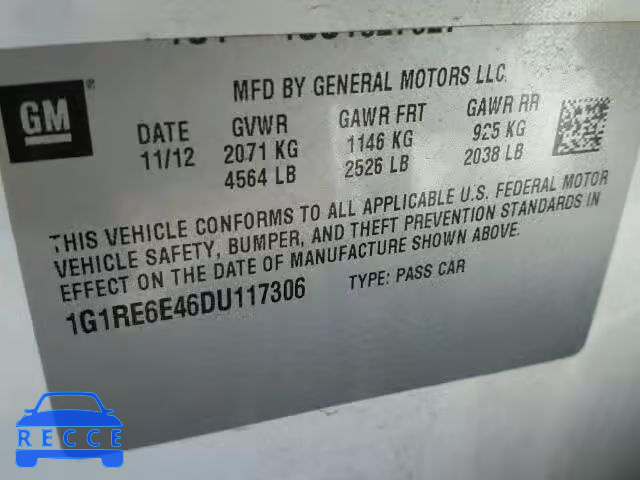 MFD BY GENERAL MOTORS LLC
GM ®
DATE GVWR GAWR FRT GAWR RR
11/12 2071 KG 1146 KG 925 KG
4564 LB 2526 LB 2038 LB
THIS VEHICLE CONFORMS TO ALL APPLICABLE U.S. FEDERAL MOTOR
VEHICLE SAFETY, BUMPER, AND THEFT PREVENTION STANDARDS IN
EFFECT ON THE DATE OF MANUFACTURE SHOWN ABOVE.
1G1RE6E46DU117306 TYPE: PASS CAR
RECCE